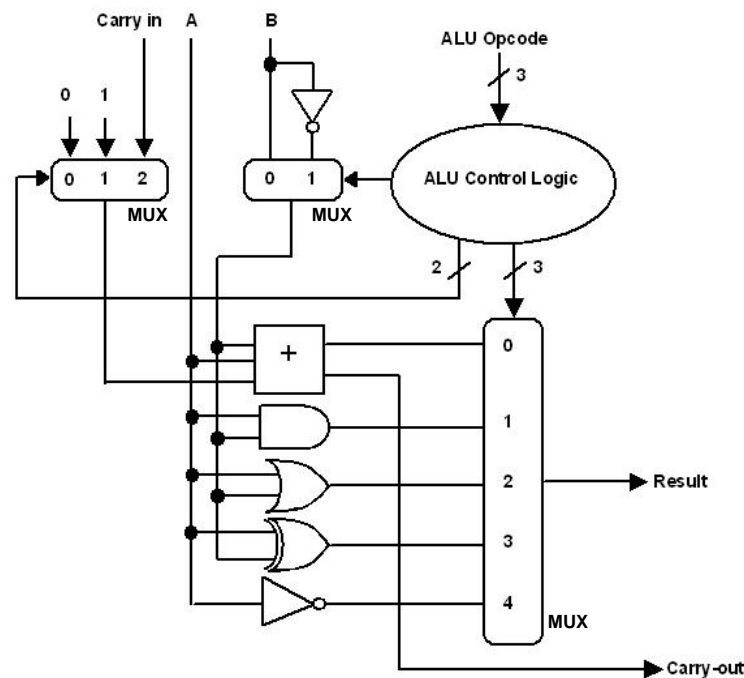 Carry in A B
ALU Opcode
3
0 1
0 1 2
MUX
0 1
MUX
ALU Control Logic
2 3
+
0
1
2
Result
3
4
MUX
Carry-out